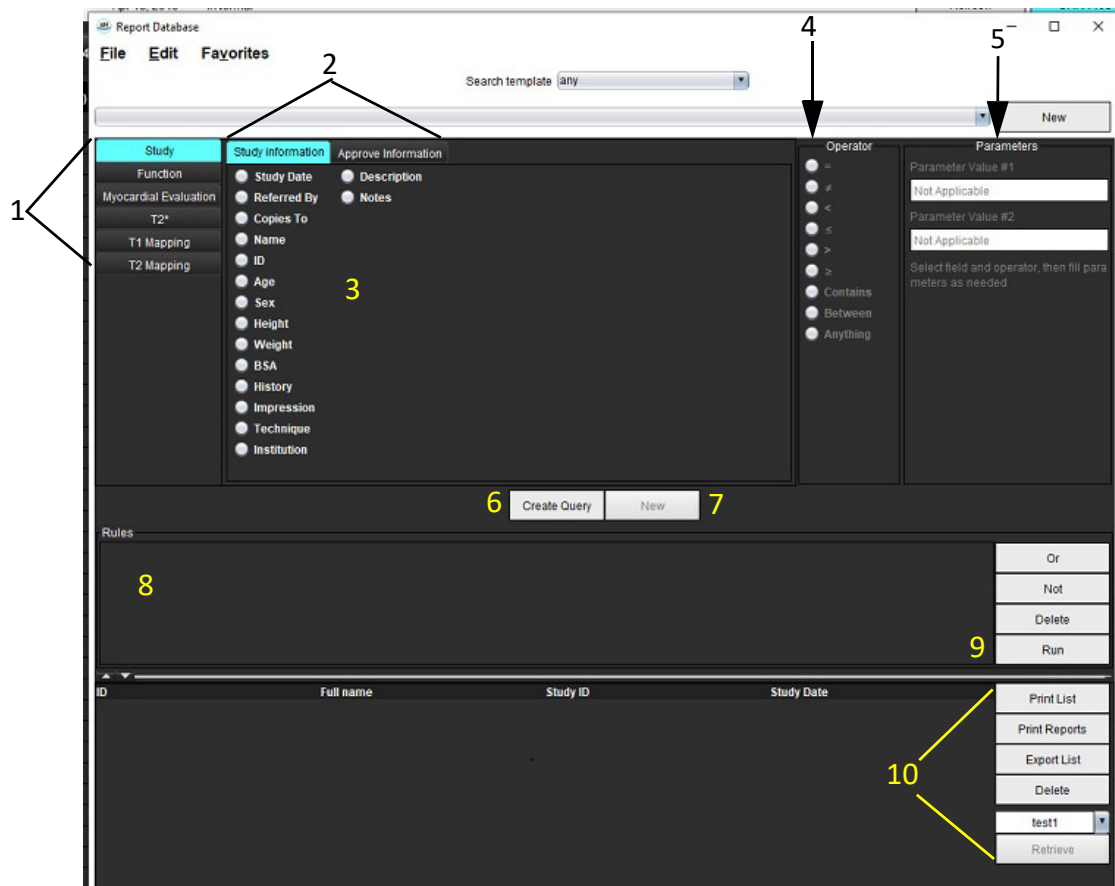 Report Database
4
5
File Edit Favorites
2
Search template any
New
1
Study
Function
Myocardial Evaluation
T2*
T1 Mapping
T2 Mapping
Study information Approve Information
Study Date Description
Referred By Notes
Copies To
Name
ID
Age
Sex
Height
Weight
BSA
History
Impression
Technique
Institution
3
Operator
=
≠
<
≤
>
≥
Contains
Between
Anything
Parameters
Parameter Value #1
Not Applicable
Parameter Value #2
Not Applicable
Select field and operator, then fill para
meters as needed
6 Create Query New 7
Rules
8
Or
Not
Delete
9 Run
ID Full name Study ID Study Date
Print List
Print Reports
Export List
Delete
test1
Retrieve
10